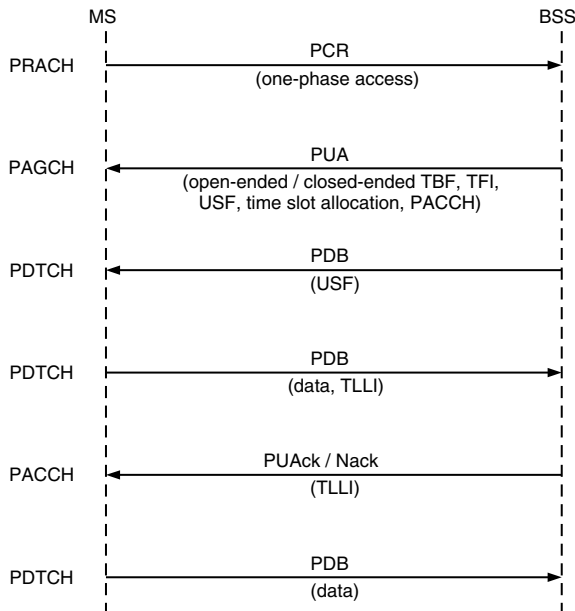 MS BSS
PRACH PCR
(one-phase access)
PAGCH PUA
(open-ended / closed-ended TBF, TFI,
USF, time slot allocation, PACCH)
PDTCH PDB
(USF)
PDTCH PDB
(data, TLLI)
PACCH PUAck / Nack
(TLLI)
PDTCH PDB
(data)